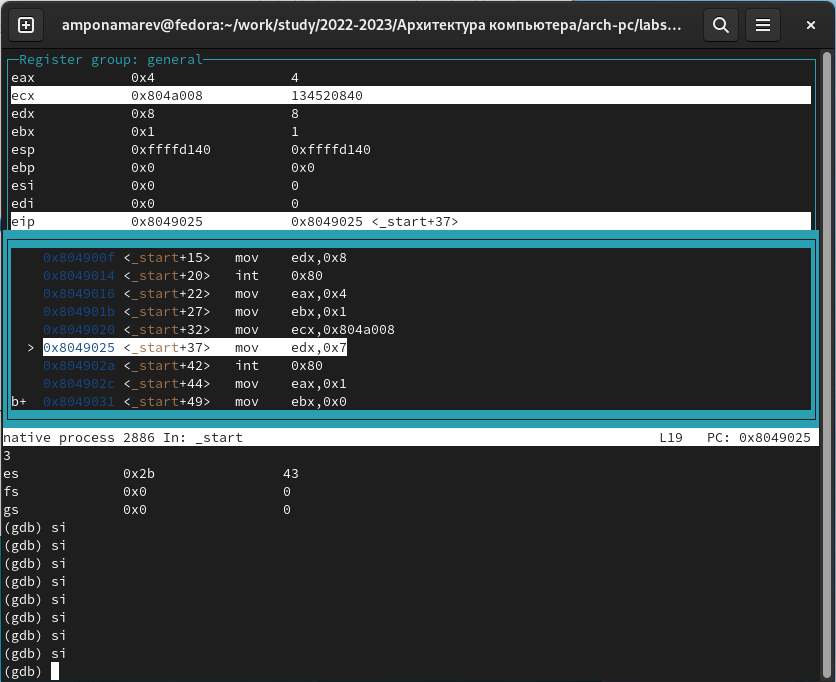 amponamarev@fedora:~/work/study/2022-2023/Архитектура компьютера/arch-pc/labs...
Register group: general
eax 0x4 4
ecx 0x804a008 134520840
edx 0x8 8
ebx 0x1 1
esp 0xffffd140 0xffffd140
ebp 0x0 0x0
esi 0x0 0
edi 0x0 0
eip 0x8049025 0x8049025 <_start+37>
0x804900f <_start+15> mov edx,0x8
0x8049014 <_start+20> int 0x80
0x8049016 <_start+22> mov eax,0x4
0x804901b <_start+27> mov ebx,0x1
0x8049020 <_start+32> mov ecx,0x804a008
> 0x8049025 <_start+37> mov edx,0x7
0x804902a <_start+42> int 0x80
0x804902c <_start+44> mov eax,0x1
b+ 0x8049031 <_start+49> mov ebx,0x0
native process 2886 In: _start L19 PC: 0x8049025
3
es 0x2b 43
fs 0x0 0
gs 0x0 0
(gdb) si
(gdb) si
(gdb) si
(gdb) si
(gdb) si
(gdb) si
(gdb) si
(gdb) si
(gdb)